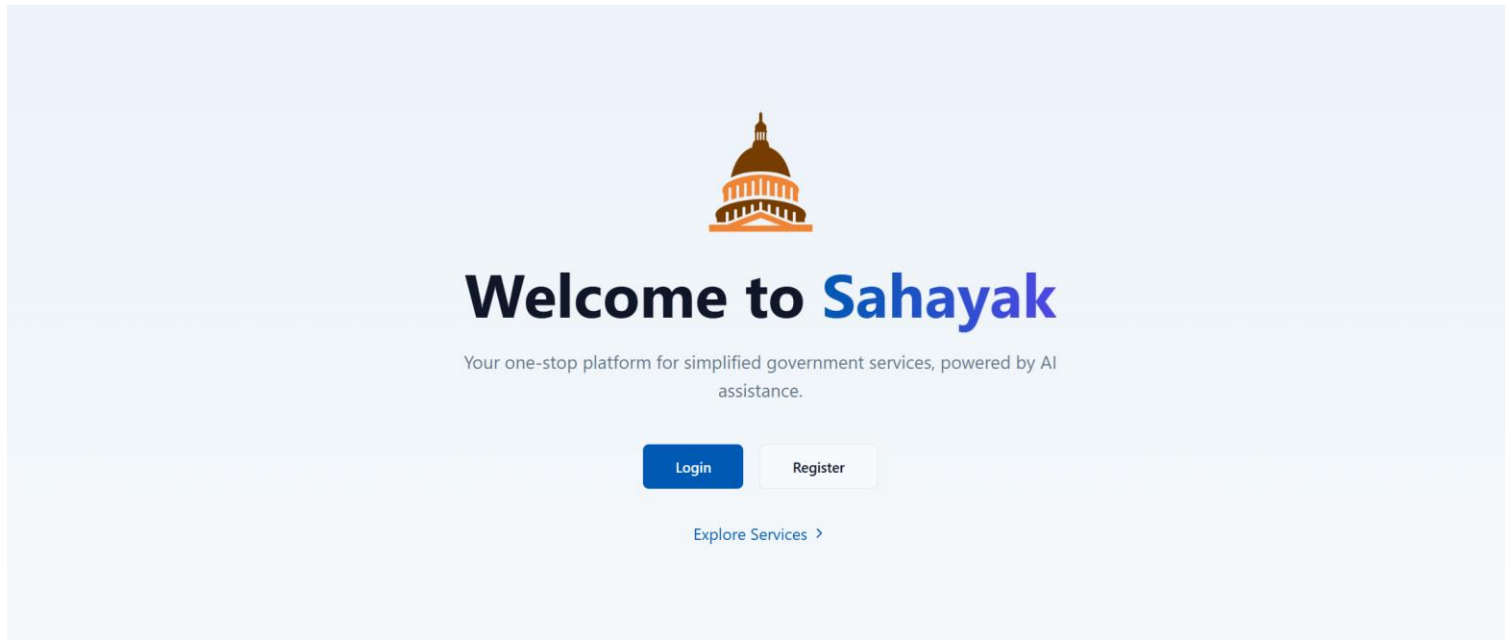 Welcome to Sahayak
Your one-stop platform for simplified government services, powered by AI
assistance.
Login
Register
Explore Services